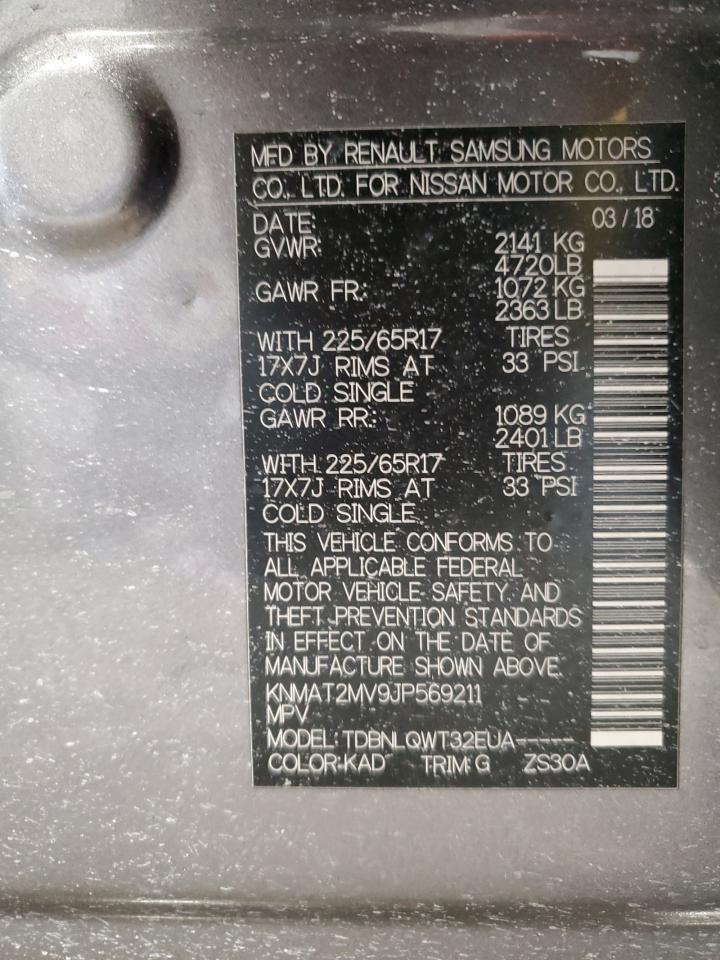 MFD BY RENAULT SAMSUNG MOTORS
CO., LTD. FOR NISSAN MOTOR CO., LTD.
DATE: 03/18
GVWR: 2141 KG
4720LB
GAWR FR.: 1072 KG
2363LB
WITH 225/65R17 TIRES
17X7J RIMS AT 33 PSI
COLD SINGLE
GAWR RR.: 1089 KG
2401LB
WITH 225/65R17 TIRES
17X7J RIMS AT 33 PSI
COLD SINGLE
THIS VEHICLE CONFORMS TO
ALL APPLICABLE FEDERAL
MOTOR VEHICLE SAFETY AND
THEFT PREVENTION STANDARDS
IN EFFECT ON THE DATE OF
MANUFACTURE SHOWN ABOVE.
KNMAT2MV9JP569211
MPV
MODEL: TDBNLQWT32EUA-----
COLOR:KAD TRIM:G ZS30A